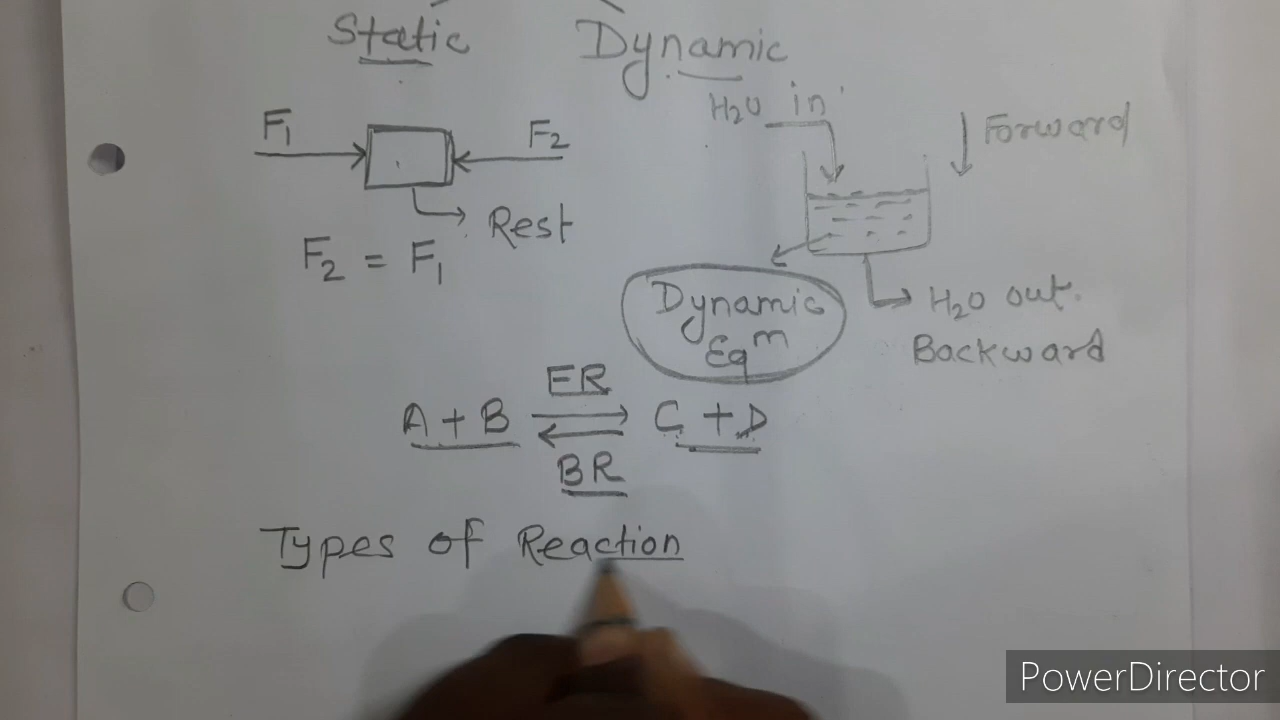 Static Dynamic
H2O in
F1 F2 Forward
Rest
F2 = F1
H2O out.
Dynamic
Eqm
Backward
FR
A + B ⇌ C + D
BR
Types of Reaction
PowerDirector